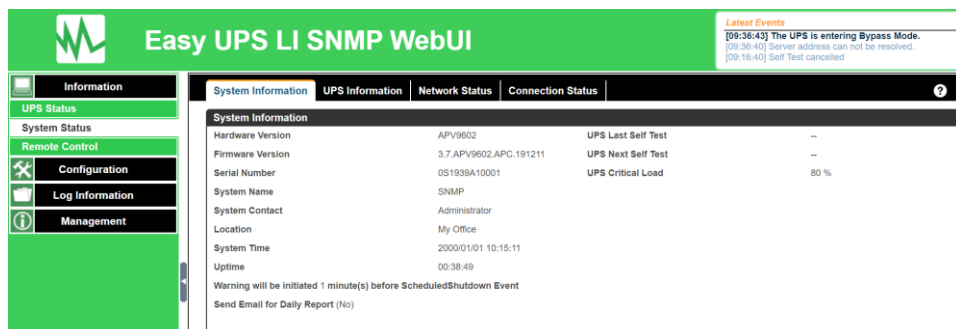 Easy UPS LI SNMP WebUI
Latest Events
[09:36:43] The UPS is entering Bypass Mode.
[09:36:40] Server address can not be resolved.
[09:16:40] Self Test cancelled
Information
UPS Status
System Status
Remote Control
Configuration
Log Information
Management
System Information UPS Information Network Status Connection Status ?
System Information
Hardware Version APV9602 UPS Last Self Test --
Firmware Version 3.7.APV9602.APC.191211 UPS Next Self Test --
Serial Number 0S1939A10001 UPS Critical Load 80 %
System Name SNMP
System Contact Administrator
Location My Office
System Time 2000/01/01 10:15:11
Uptime 00:38:49
Warning will be initiated 1 minute(s) before ScheduledShutdown Event
Send Email for Daily Report (No)